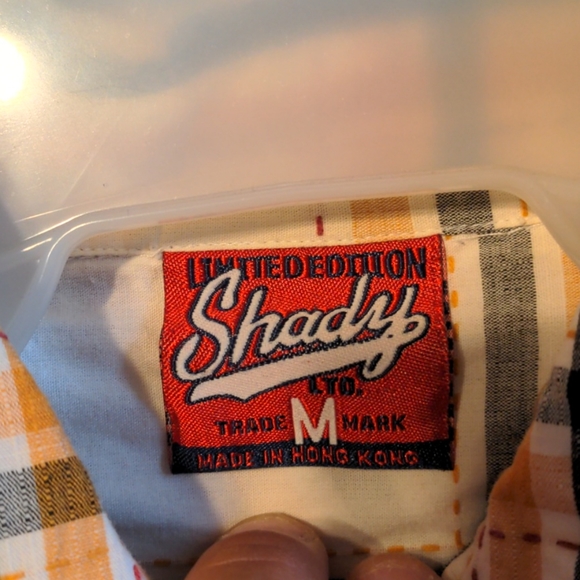 LIMITED EDITION
Shady
LTD.
TRADE M MARK
MADE IN HONG KONG